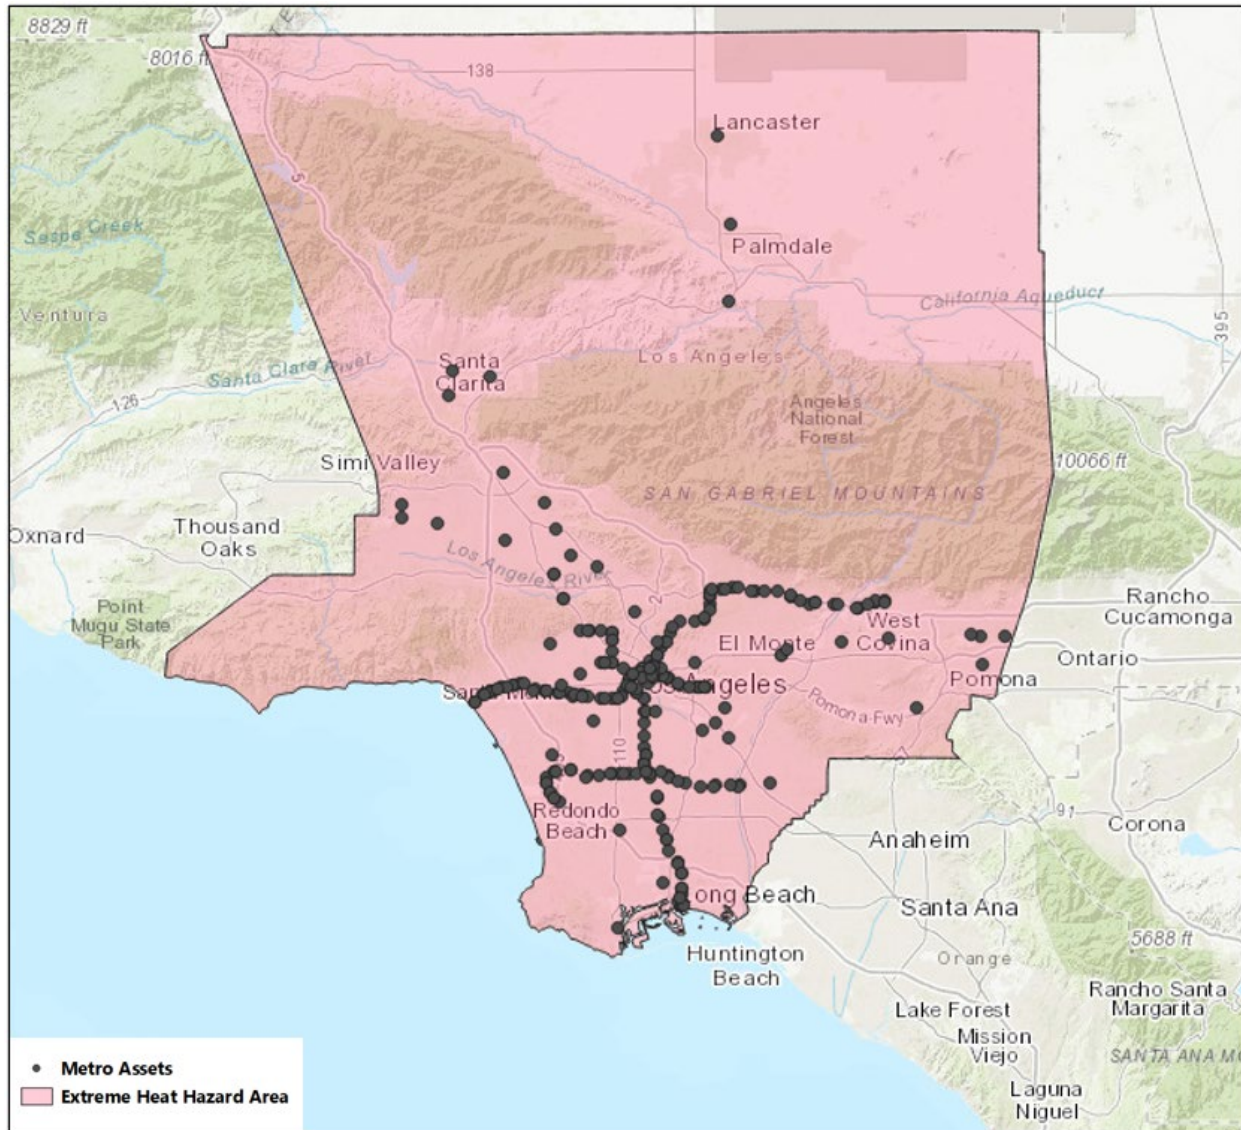 8829 ft
8016 ft
138
Lancaster
5
Palmdale
Sespe Creek
California Aqueduct
Ventura
395
Los Angeles
Santa
Clarita
Santa Clara River
126
Angeles
National
Forest
Simi Valley
10066 ft
SAN GABRIEL MOUNTAINS
Oxnard
Thousand
Oaks
Los Angeles River
2
Point
Mugu State
Park
Rancho
Cucamonga
West
Covina
El Monte
Ontario
Pomona
Los Angeles
Pomona Fwy
110
57
Redondo
Beach
91
Corona
Anaheim
Long Beach
Santa Ana
5688 ft
Huntington
Beach
Orange
Rancho Santa
Margarita
Lake Forest
Mission
Viejo
SANTA ANA MO
Laguna
Niguel
Metro Assets
Extreme Heat Hazard Area